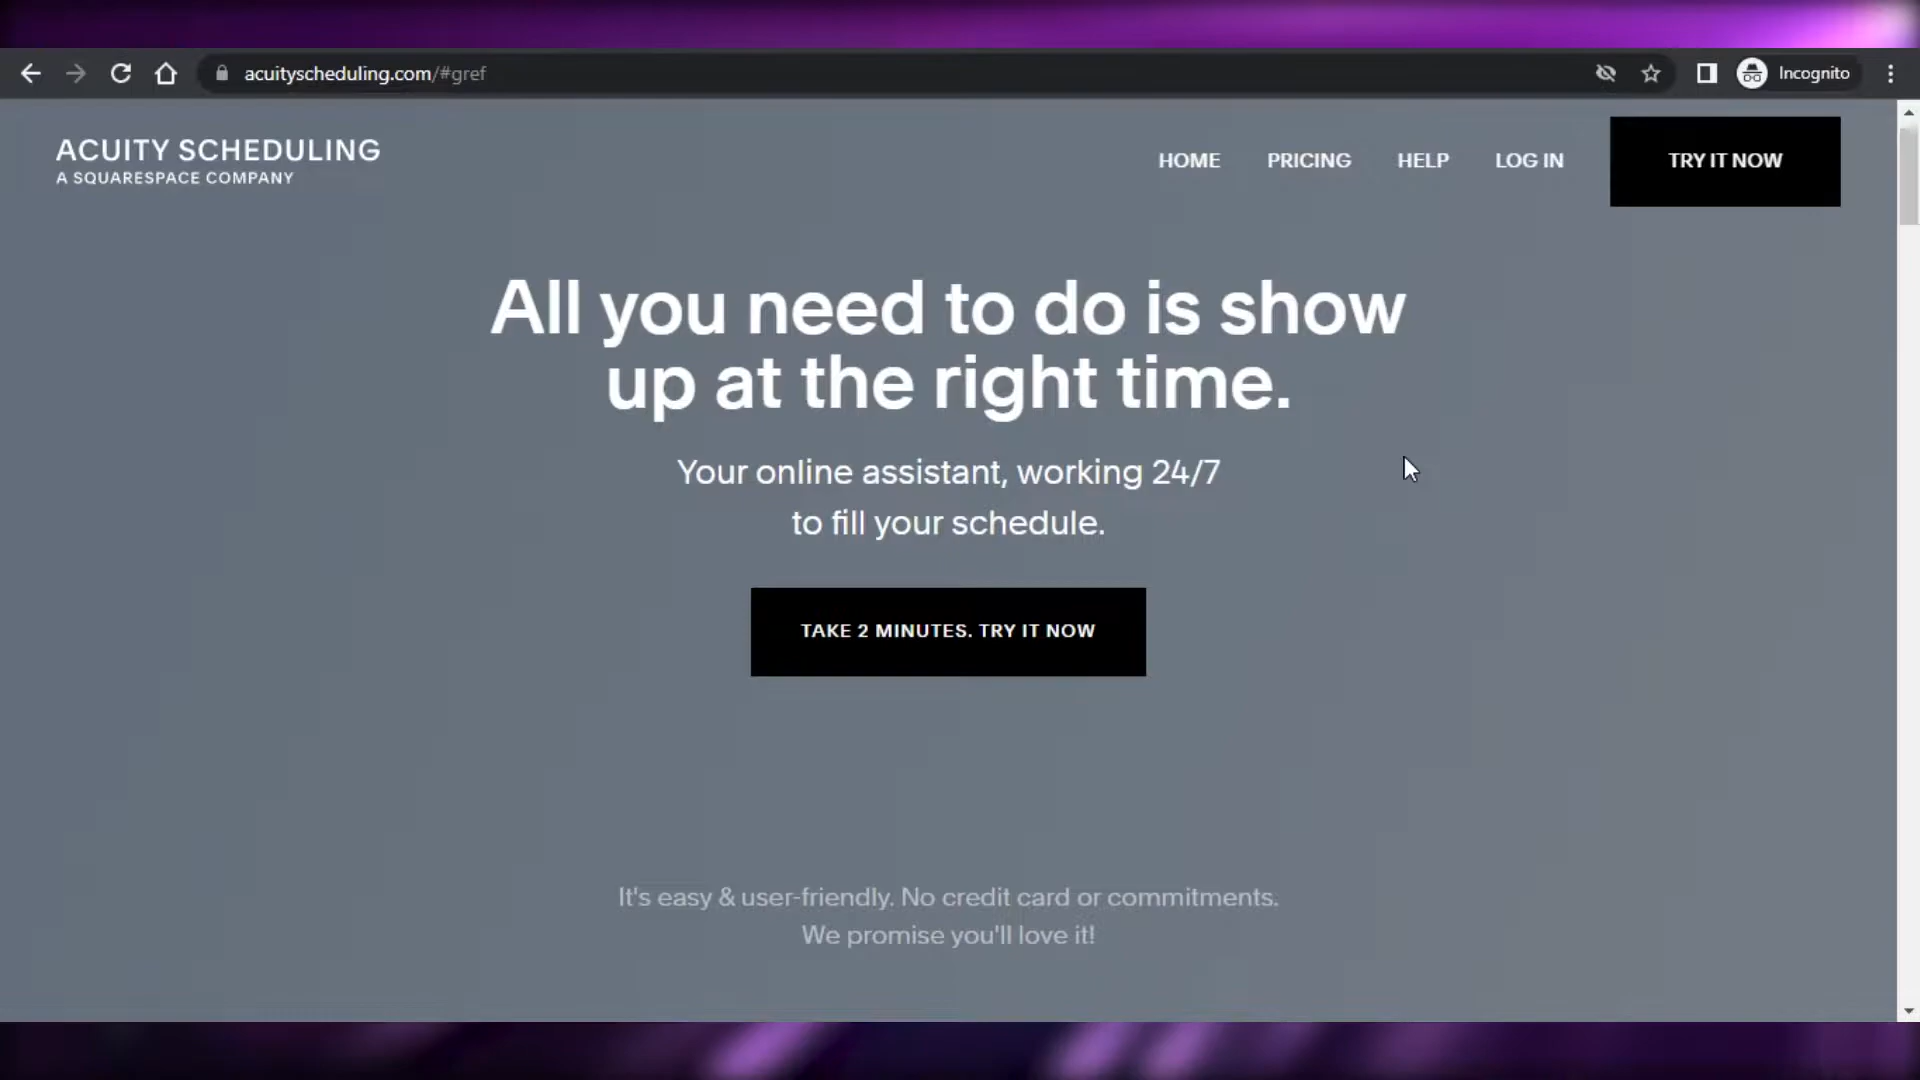 acuityscheduling.com/#gref
Incognito
ACUITY SCHEDULING
A SQUARESPACE COMPANY
HOME
PRICING
HELP
LOG IN
TRY IT NOW
All you need to do is show
up at the right time.
Your online assistant, working 24/7
to fill your schedule.
TAKE 2 MINUTES. TRY IT NOW
It's easy & user-friendly. No credit card or commitments.
We promise you'll love it!